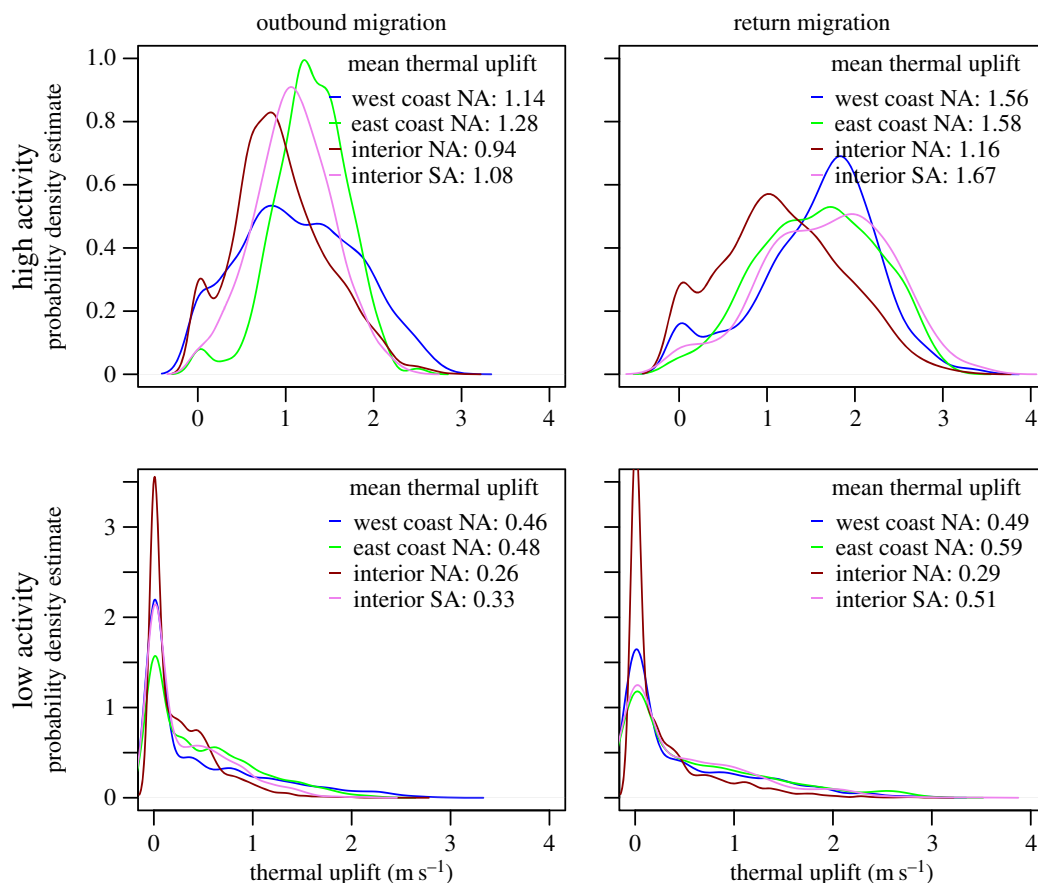 outbound migration
return migration
high activity
probability density estimate
1.0
0.8
0.6
0.4
0.2
0
mean thermal uplift
west coast NA: 1.14
east coast NA: 1.28
interior NA: 0.94
interior SA: 1.08
0 1 2 3 4
mean thermal uplift
west coast NA: 1.56
east coast NA: 1.58
interior NA: 1.16
interior SA: 1.67
0 1 2 3 4
low activity
probability density estimate
3
2
1
0
mean thermal uplift
west coast NA: 0.46
east coast NA: 0.48
interior NA: 0.26
interior SA: 0.33
0 1 2 3 4
thermal uplift (m s⁻¹)
mean thermal uplift
west coast NA: 0.49
east coast NA: 0.59
interior NA: 0.29
interior SA: 0.51
0 1 2 3 4
thermal uplift (m s⁻¹)